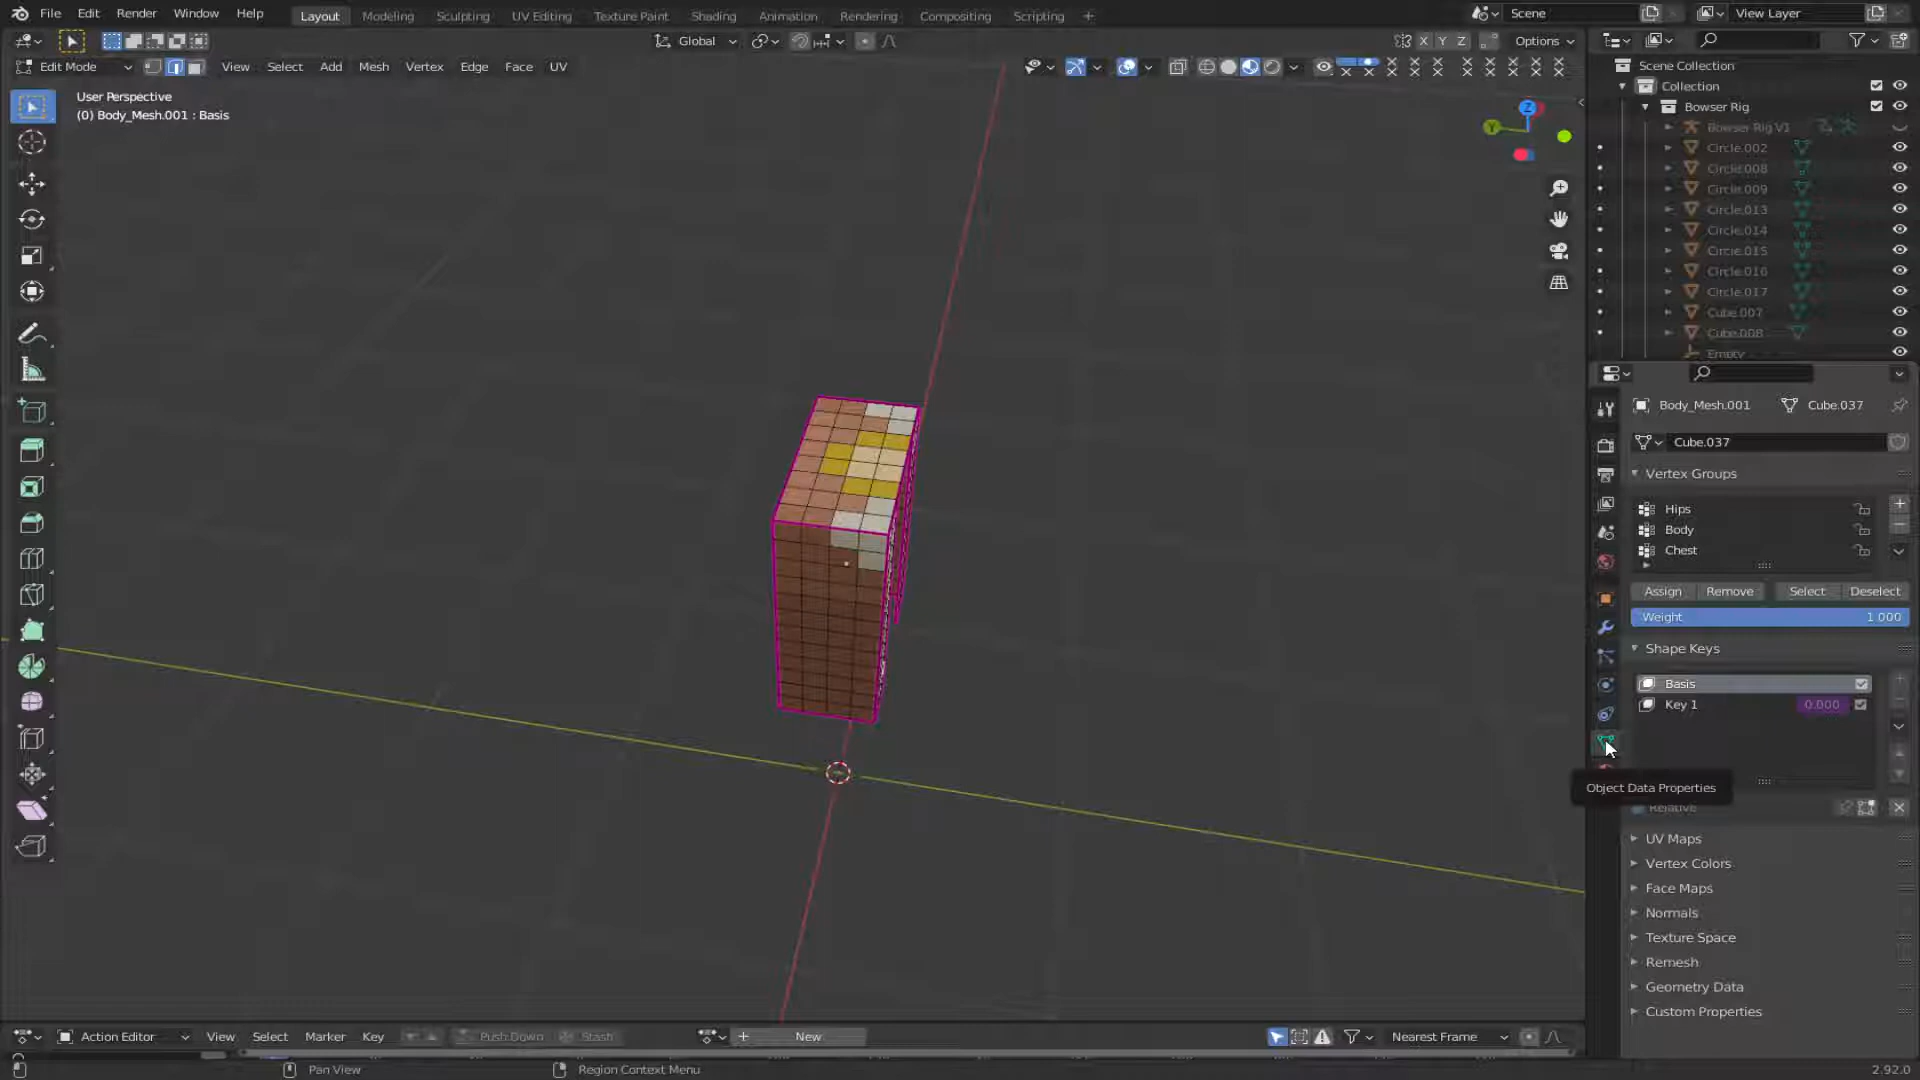 File Edit Render Window Help
Layout Modeling Sculpting UV Editing Texture Paint Shading Animation Rendering Compositing Scripting +
Scene
View Layer
Global
X Y Z
Options
Edit Mode View Select Add Mesh Vertex Edge Face UV
User Perspective
(0) Body_Mesh.001 : Basis
Z
Y
Scene Collection
Collection
Bowser Rig
Bowser Rig V1
Circle.002
Circle.008
Circle.009
Circle.013
Circle.014
Circle.015
Circle.016
Circle.017
Cube.007
Cube.008
Empty
Body_Mesh.001 Cube.037
Cube.037
Vertex Groups
Hips
Body
Chest
Assign Remove Select Deselect
Weight 1.000
Shape Keys
Basis
Key 1 0.000
Object Data Properties
Relative
UV Maps
Vertex Colors
Face Maps
Normals
Texture Space
Remesh
Geometry Data
Custom Properties
Action Editor View Select Marker Key Push Down Stash New Nearest Frame
Pan View Region Context Menu 2.92.0